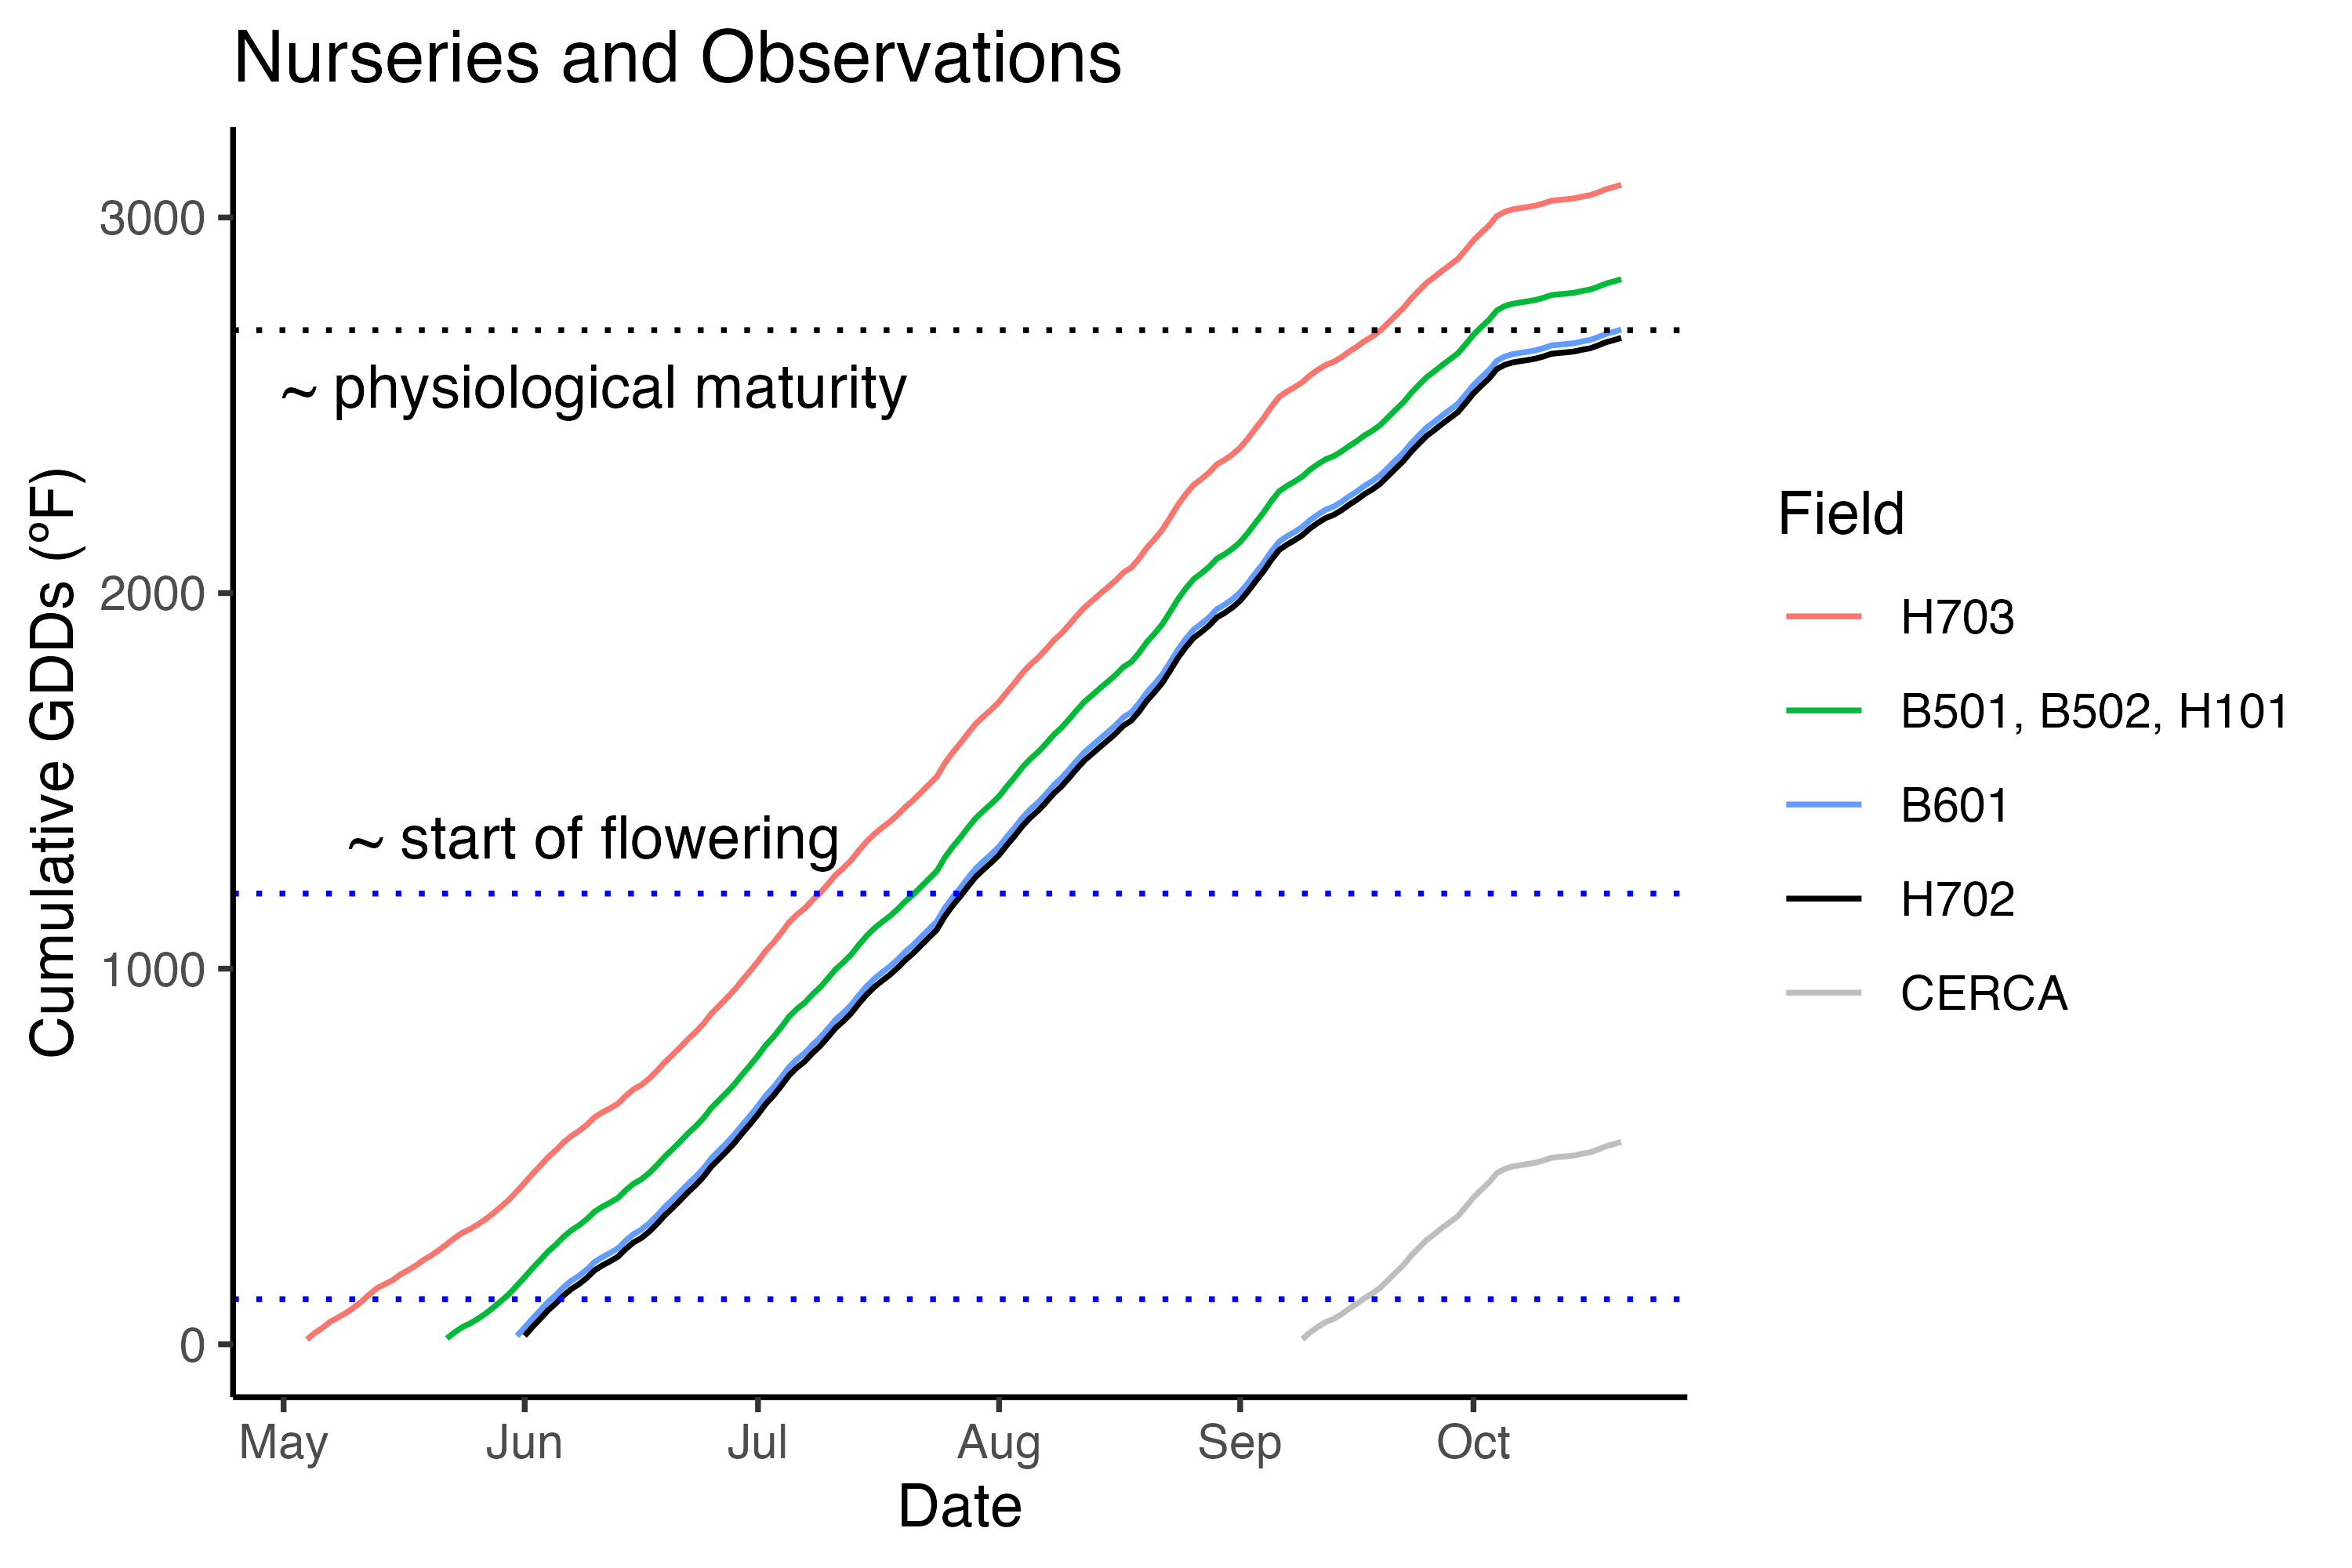 Nurseries and Observations
Cumulative GDDs (ºF)
3000
2000
1000
0
~ physiological maturity
~ start of flowering
May Jun Jul Aug Sep Oct
Date
Field
H703
B501, B502, H101
B601
H702
CERCA